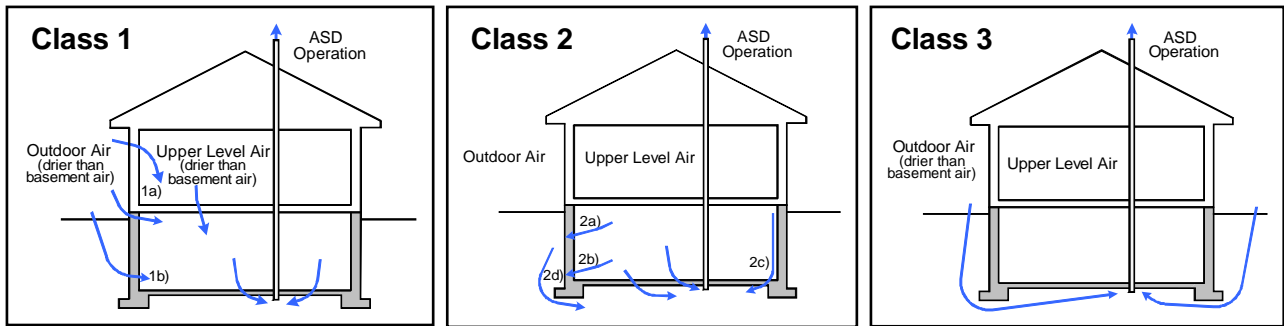 Class 1
ASD
Operation
Outdoor Air
(drier than
basement air)
Upper Level Air
(drier than
basement air)
1a)
1b)
Class 2
ASD
Operation
Outdoor Air
Upper Level Air
2a)
2b)
2c)
2d)
Class 3
ASD
Operation
Outdoor Air
(drier than
basement air)
Upper Level Air